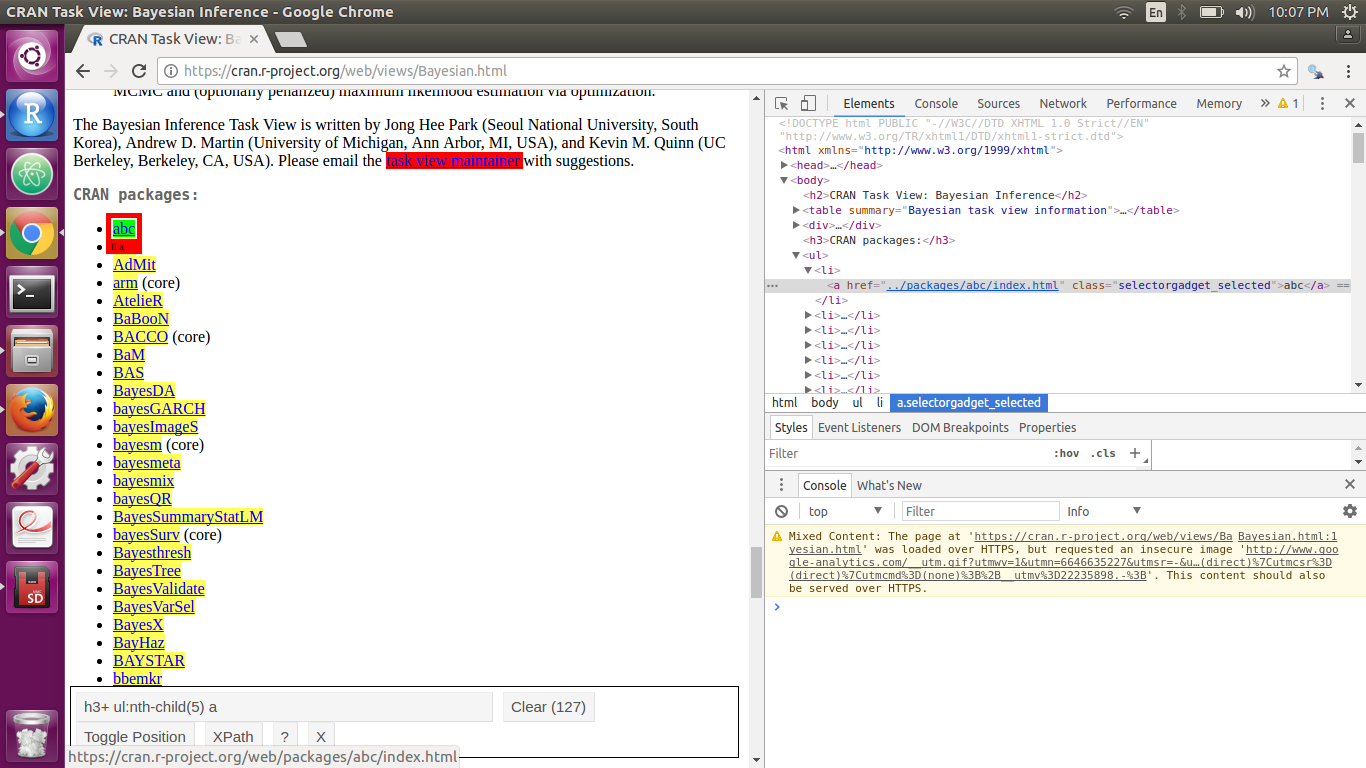 CRAN Task View: Bayesian Inference - Google Chrome
En
10:07 PM
CRAN Task View: Ba
https://cran.r-project.org/web/views/Bayesian.html
MCMC and (optionally penalized) maximum likelihood estimation via optimization.
The Bayesian Inference Task View is written by Jong Hee Park (Seoul National University, South
Korea), Andrew D. Martin (University of Michigan, Ann Arbor, MI, USA), and Kevin M. Quinn (UC
Berkeley, Berkeley, CA, USA). Please email the task view maintainer with suggestions.
CRAN packages:
abc
li a
AdMit
arm (core)
AtelieR
BaBooN
BACCO (core)
BaM
BAS
BayesDA
bayesGARCH
bayesImageS
bayesm (core)
bayesmeta
bayesmix
bayesQR
BayesSummaryStatLM
bayesSurv (core)
Bayesthresh
BayesTree
BayesValidate
BayesVarSel
BayesX
BayHaz
BAYSTAR
bbemkr
h3+ ul:nth-child(5) a
Clear (127)
Toggle Position
XPath
?
X
https://cran.r-project.org/web/packages/abc/index.html
Elements Console Sources Network Performance Memory » 1
<!DOCTYPE html PUBLIC "-//W3C//DTD XHTML 1.0 Strict//EN"
"http://www.w3.org/TR/xhtml1/DTD/xhtml1-strict.dtd">
<html xmlns="http://www.w3.org/1999/xhtml">
<head>…</head>
<body>
<h2>CRAN Task View: Bayesian Inference</h2>
<table summary="Bayesian task view information">…</table>
<div>…</div>
<h3>CRAN packages:</h3>
<ul>
<li>
<a href="../packages/abc/index.html" class="selectorgadget_selected">abc</a> ==
</li>
<li>…</li>
<li>…</li>
<li>…</li>
<li>…</li>
<li>…</li>
<li>…</li>
html body ul li a.selectorgadget_selected
Styles Event Listeners DOM Breakpoints Properties
Filter :hov .cls +
Console What's New
top Filter Info
Mixed Content: The page at 'https://cran.r-project.org/web/views/Ba Bayesian.html:1
yesian.html' was loaded over HTTPS, but requested an insecure image 'http://www.goo
gle-analytics.com/__utm.gif?utmwv=1&utmn=6646635227&utmsr=-&u…(direct)%7Cutmcsr%3D
(direct)%7Cutmcmd%3D(none)%3B%2B__utmv%3D22235898.-%3B'. This content should also
be served over HTTPS.
SD